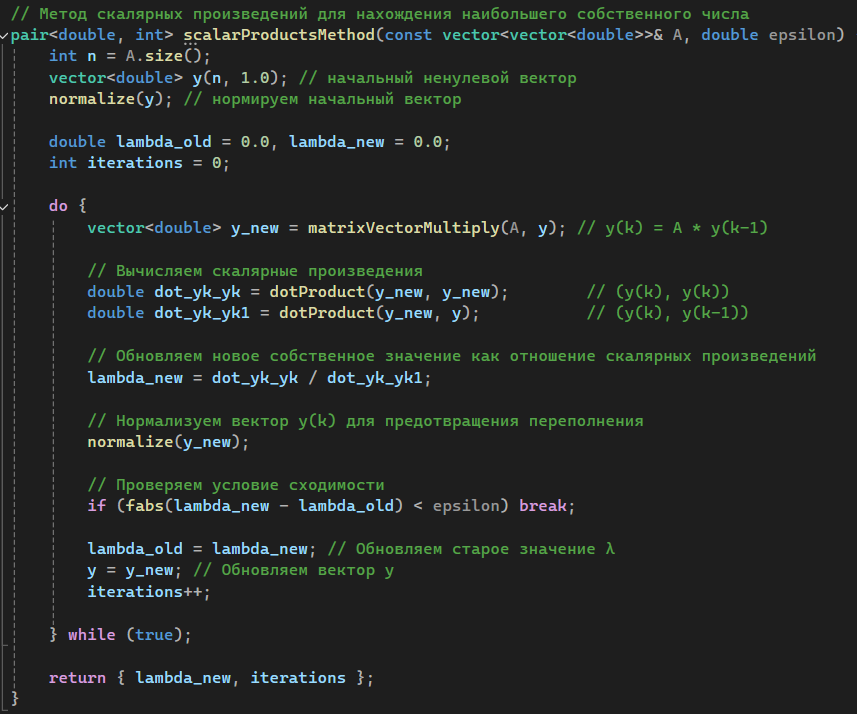 // Метод скалярных произведений для нахождения наибольшего собственного числа
pair<double, int> scalarProductsMethod(const vector<vector<double>>& A, double epsilon)
    int n = A.size();
    vector<double> y(n, 1.0); // начальный ненулевой вектор
    normalize(y); // нормируем начальный вектор

    double lambda_old = 0.0, lambda_new = 0.0;
    int iterations = 0;

    do {
        vector<double> y_new = matrixVectorMultiply(A, y); // y(k) = A * y(k-1)

        // Вычисляем скалярные произведения
        double dot_yk_yk = dotProduct(y_new, y_new);        // (y(k), y(k))
        double dot_yk_yk1 = dotProduct(y_new, y);           // (y(k), y(k-1))

        // Обновляем новое собственное значение как отношение скалярных произведений
        lambda_new = dot_yk_yk / dot_yk_yk1;

        // Нормализуем вектор y(k) для предотвращения переполнения
        normalize(y_new);

        // Проверяем условие сходимости
        if (fabs(lambda_new - lambda_old) < epsilon) break;

        lambda_old = lambda_new; // Обновляем старое значение λ
        y = y_new; // Обновляем вектор y
        iterations++;

    } while (true);

    return { lambda_new, iterations };
}